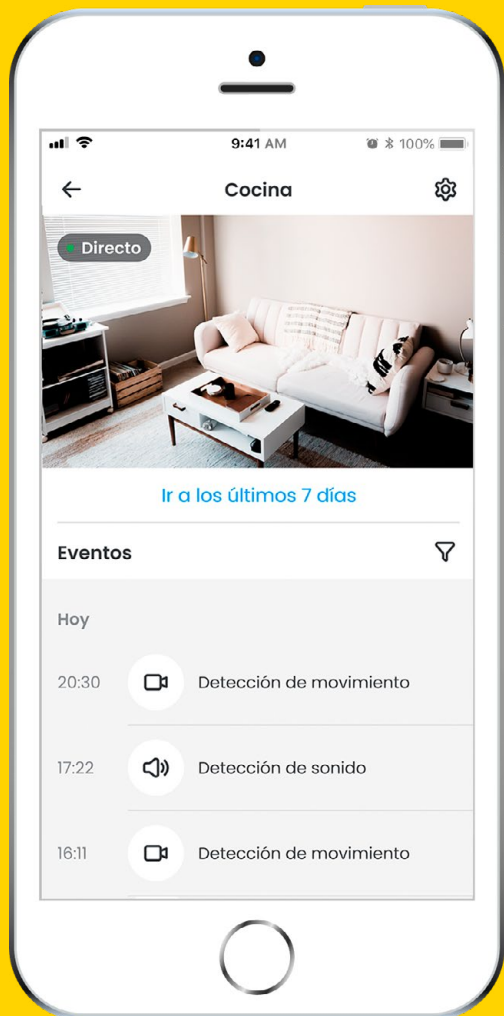 9:41 AM
100%
Cocina
Directo
Ir a los últimos 7 días
Eventos
Hoy
20:30 Detección de movimiento
17:22 Detección de sonido
16:11 Detección de movimiento